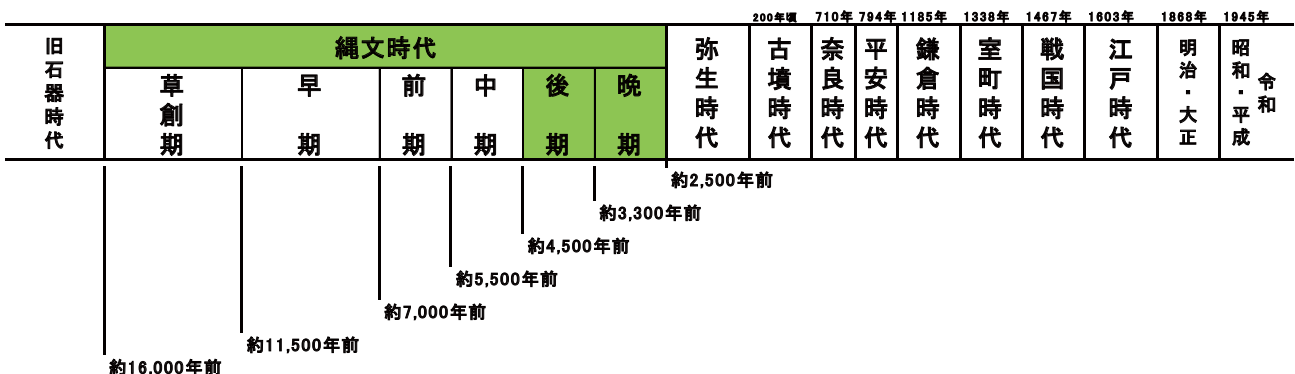 200年頃
710年
794年
1185年
1338年
1467年
1603年
1868年
1945年
旧石器時代
縄文時代
草創期
早期
前期
中期
後期
晩期
弥生時代
古墳時代
奈良時代
平安時代
鎌倉時代
室町時代
戦国時代
江戸時代
明治・大正
昭和・平成
令和
約2,500年前
約3,300年前
約4,500年前
約5,500年前
約7,000年前
約11,500年前
約16,000年前